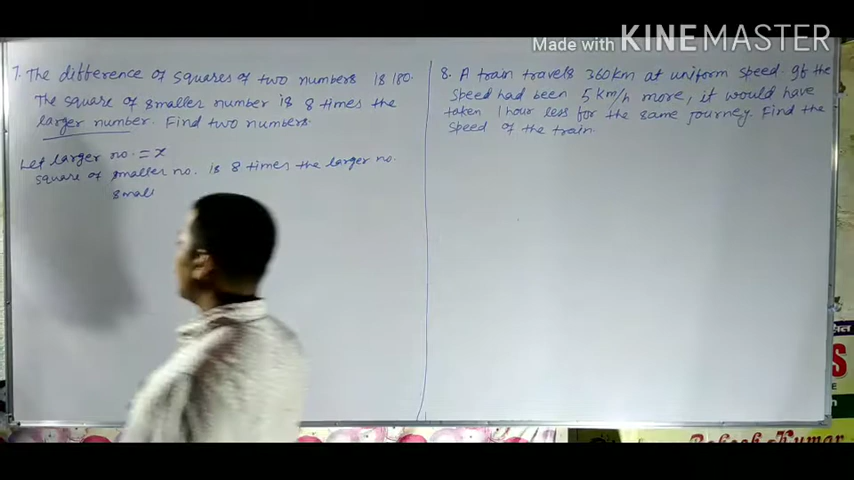 Made with KINEMASTER
7. The difference of squares of two numbers is 180.
The square of smaller number is 8 times the
larger number. Find two numbers.
Let larger no. = x
square of smaller no. is 8 times the larger no.
small
8. A train travels 360km at uniform speed. If the
speed had been 5 km/h more, it would have
taken 1 hour less for the same journey. Find the
speed of the train.
Rakesh Kumar